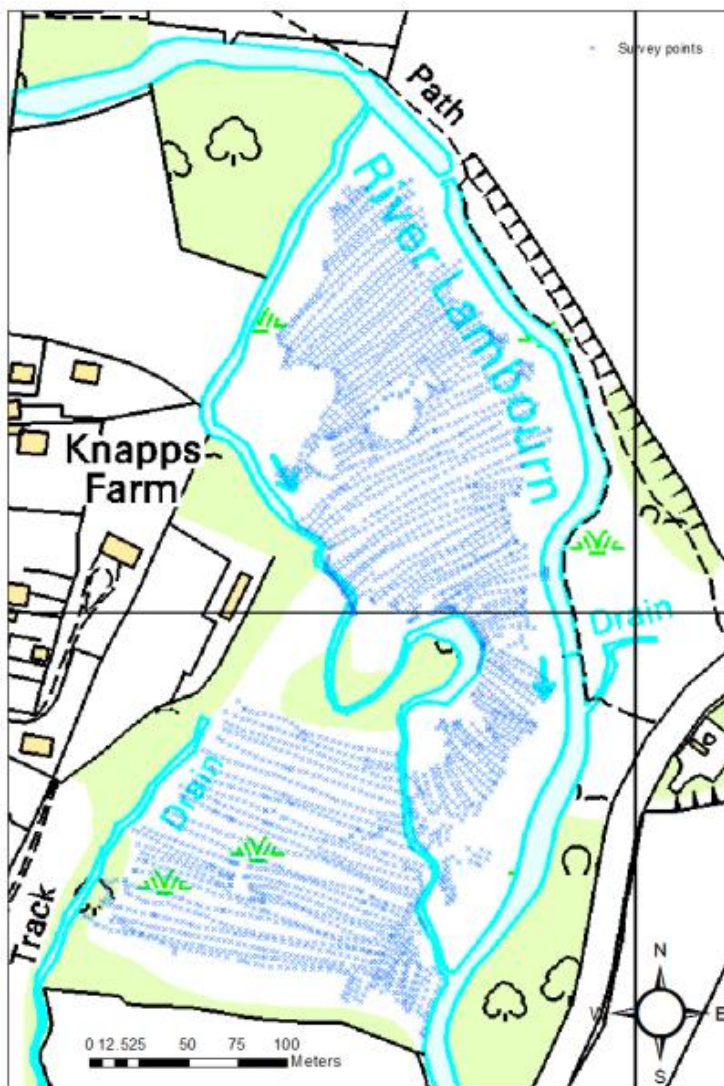 Survey points
Path
River Lambourn
Knapps
Farm
Drain
Drain
Track
N
W
E
S
0 12.525 50 75 100
Meters